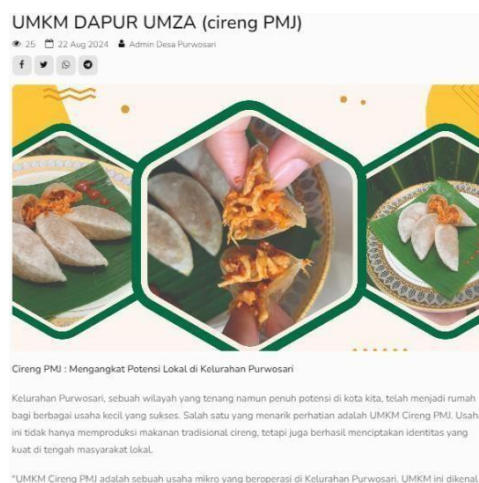 UMKM DAPUR UMZA (cireng PMJ)
25 22 Aug 2024 Admin Desa Purwosari
Cireng PMJ : Mengangkat Potensi Lokal di Kelurahan Purwosari
Kelurahan Purwosari, sebuah wilayah yang tenang namun penuh potensi di kota kita, telah menjadi rumah
bagi berbagai usaha kecil yang sukses. Salah satu yang menarik perhatian adalah UMKM Cireng PMJ. Usaha
ini tidak hanya memproduksi makanan tradisional cireng, tetapi juga berhasil menciptakan identitas yang
kuat di tengah masyarakat lokal.
"UMKM Cireng PMJ adalah sebuah usaha mikro yang beroperasi di Kelurahan Purwosari. UMKM ini dikenal